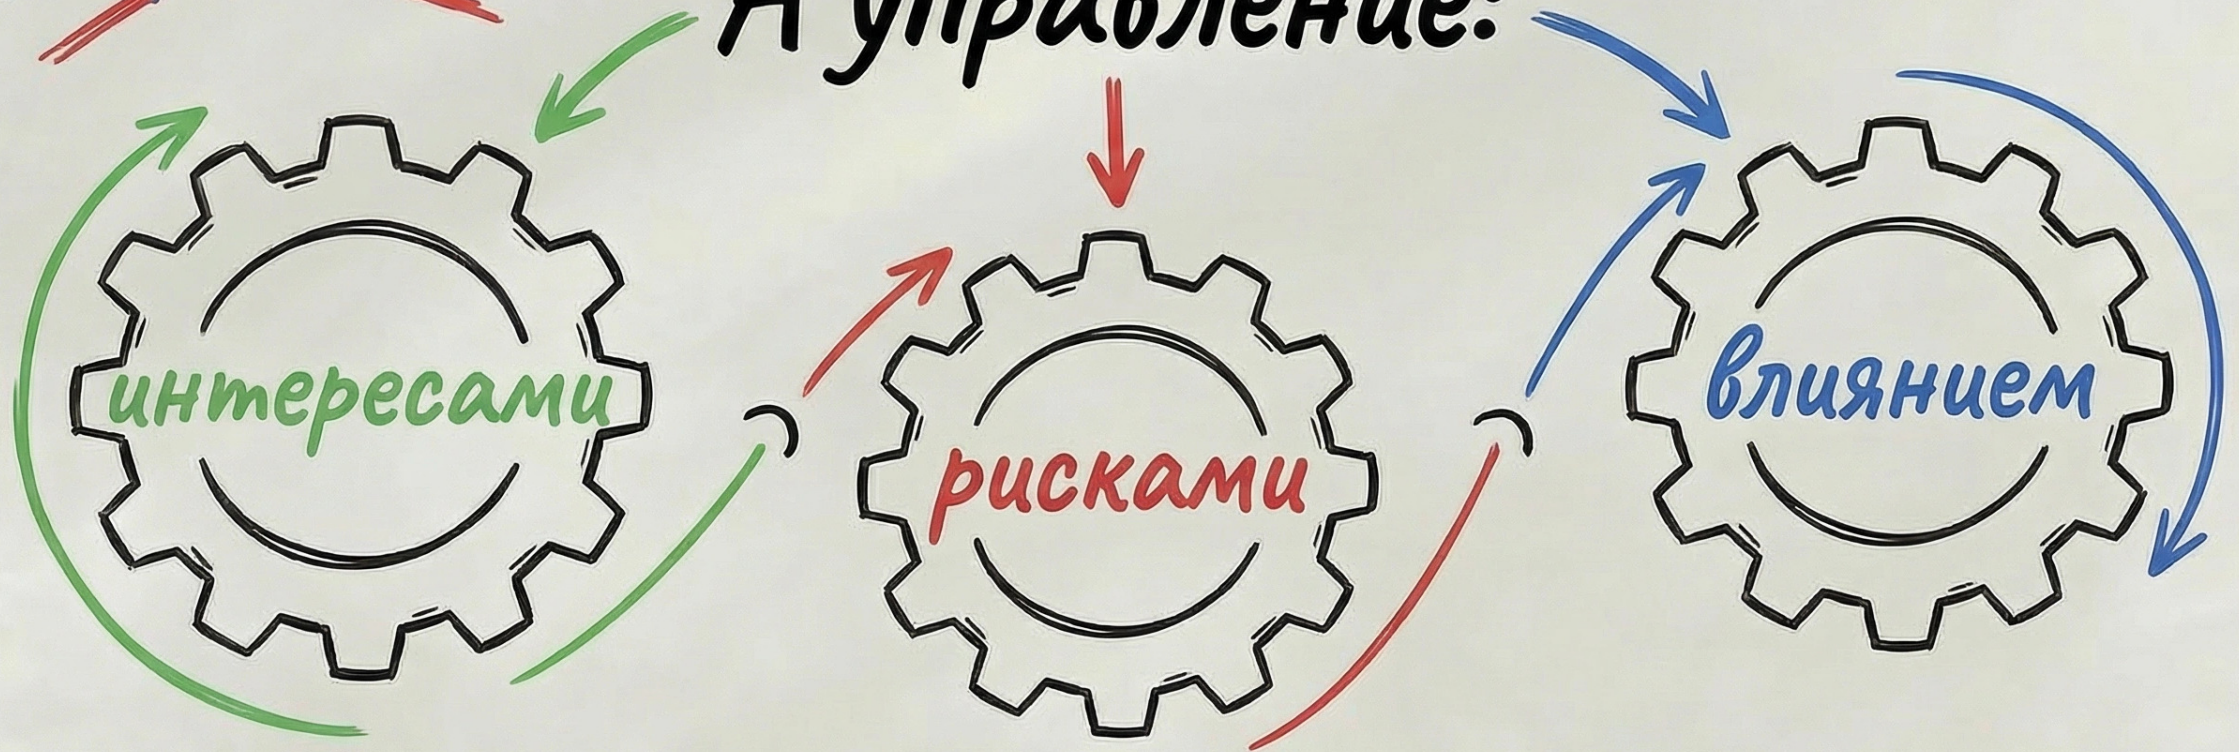 А управление:
интересами
рисками
влиянием